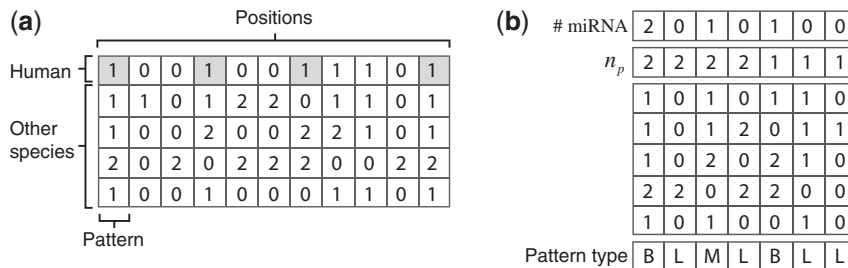 (a)
Positions
Human 1 0 0 1 0 0 1 1 1 0 1
1 1 0 1 2 2 0 1 1 0 1
Other species 1 0 0 2 0 0 2 2 1 0 1
2 0 2 0 2 2 2 0 0 2 2
1 0 0 1 0 0 0 1 1 0 1
Pattern
(b)
# miRNA 2 0 1 0 1 0 0
n_p 2 2 2 2 1 1 1
1 0 1 0 1 1 0
1 0 1 2 0 1 1
1 0 2 0 2 1 0
2 2 0 2 2 0 0
1 0 1 0 0 1 0
Pattern type B L M L B L L